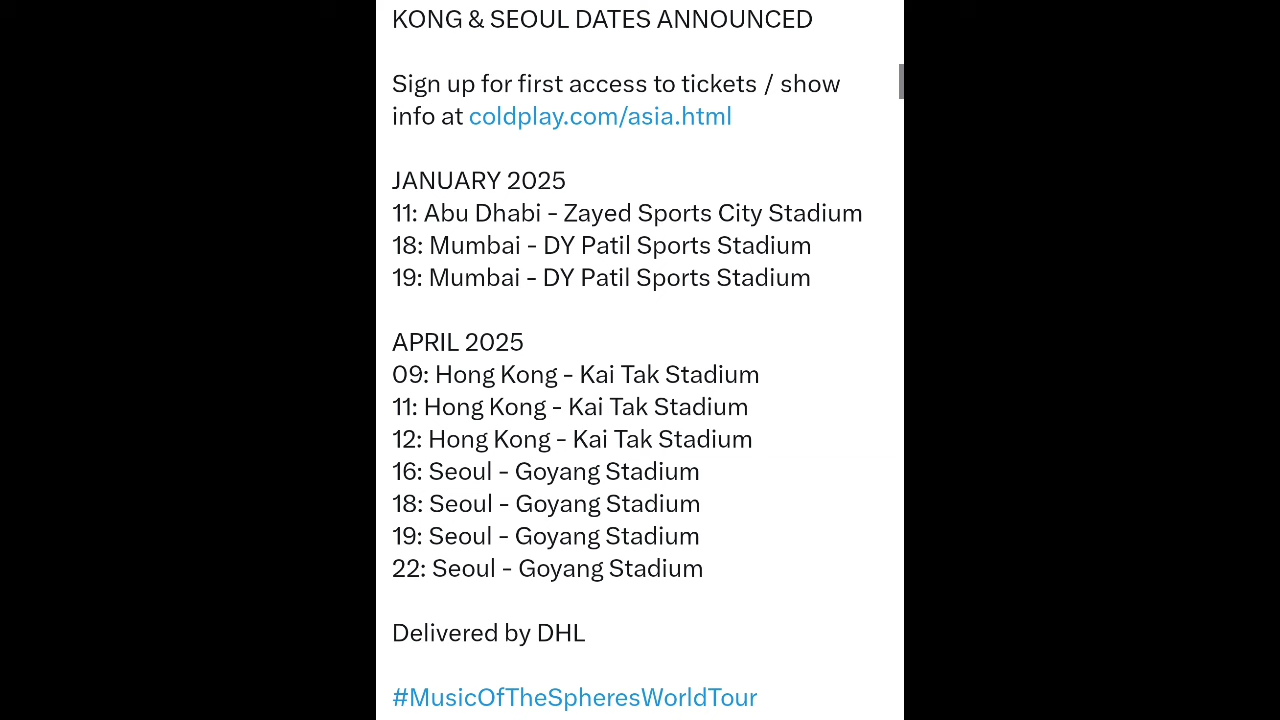 KONG & SEOUL DATES ANNOUNCED
Sign up for first access to tickets / show
info at coldplay.com/asia.html
JANUARY 2025
11: Abu Dhabi - Zayed Sports City Stadium
18: Mumbai - DY Patil Sports Stadium
19: Mumbai - DY Patil Sports Stadium
APRIL 2025
09: Hong Kong - Kai Tak Stadium
11: Hong Kong - Kai Tak Stadium
12: Hong Kong - Kai Tak Stadium
16: Seoul - Goyang Stadium
18: Seoul - Goyang Stadium
19: Seoul - Goyang Stadium
22: Seoul - Goyang Stadium
Delivered by DHL
#MusicOfTheSpheresWorldTour